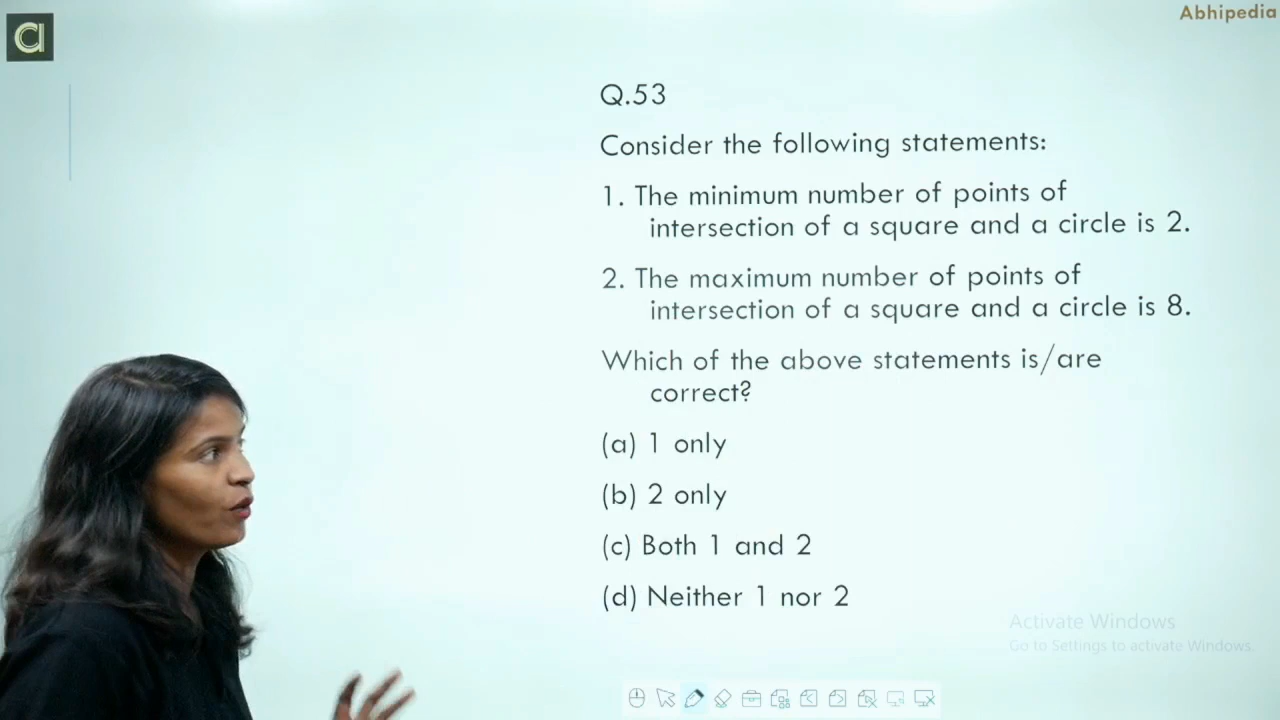 Abhipedia
Q.53
Consider the following statements:
1. The minimum number of points of
intersection of a square and a circle is 2.
2. The maximum number of points of
intersection of a square and a circle is 8.
Which of the above statements is/are
correct?
(a) 1 only
(b) 2 only
(c) Both 1 and 2
(d) Neither 1 nor 2
Activate Windows
Go to Settings to activate Windows.